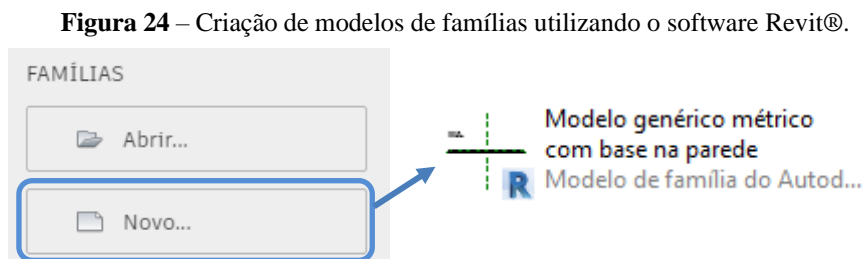 Figura 24 – Criação de modelos de famílias utilizando o software Revit®.
FAMÍLIAS
Abrir...
Novo...
Modelo genérico métrico
com base na parede
R
Modelo de família do Autod...